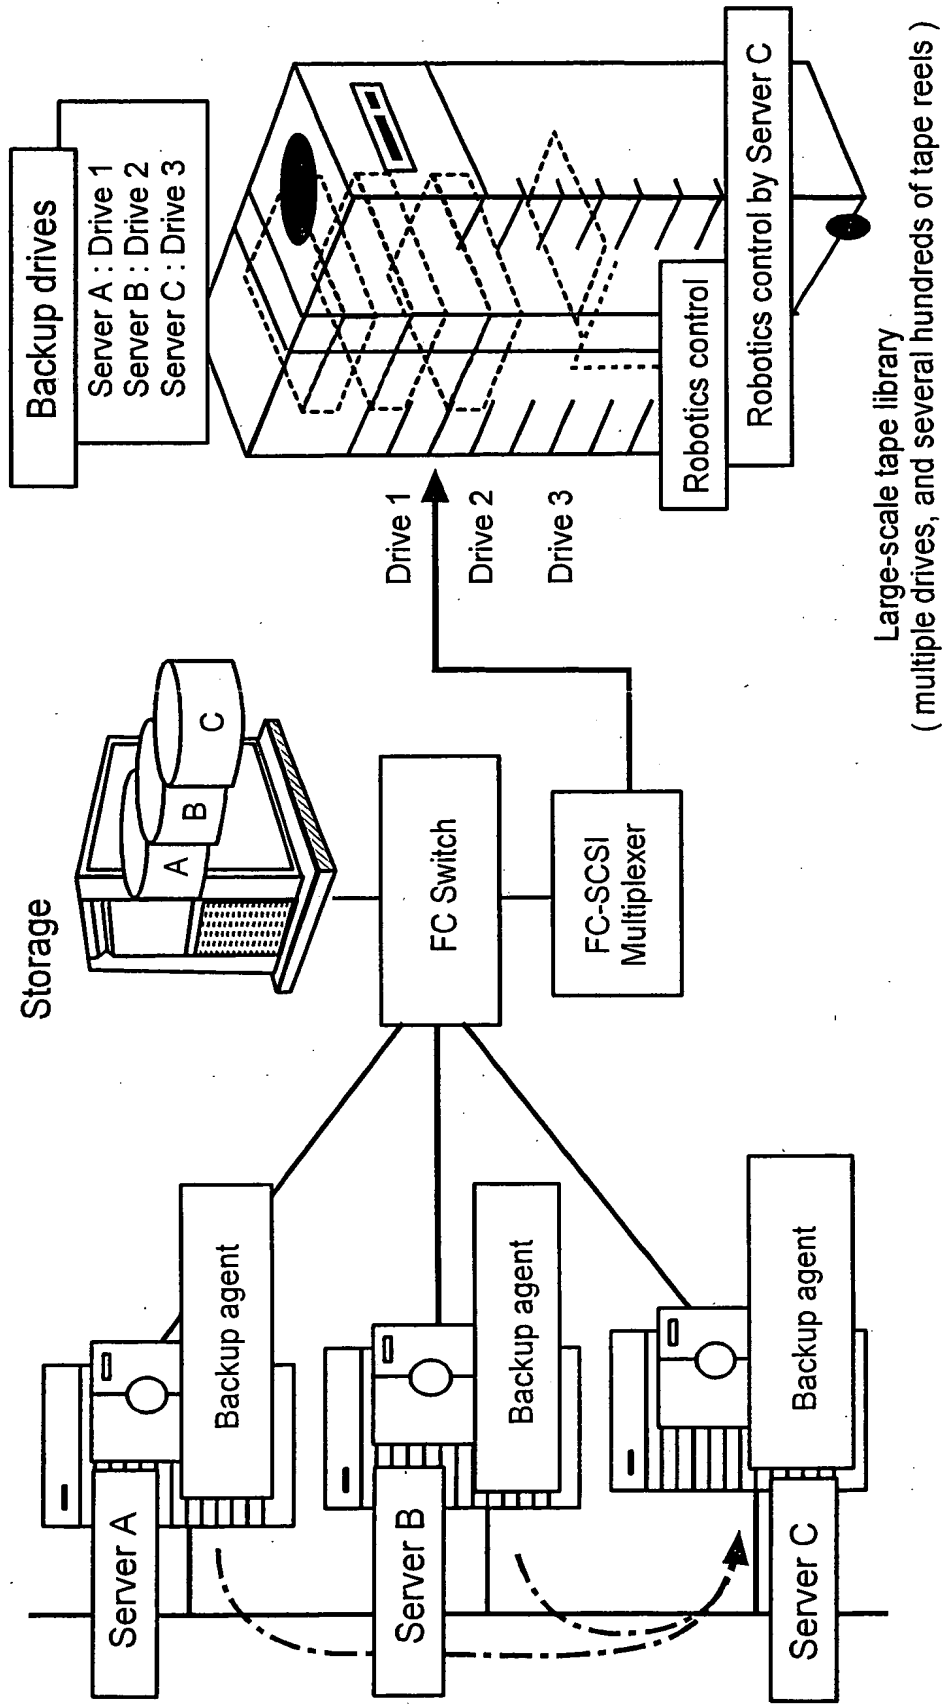 Server A
Backup agent
Server B
Backup agent
Server C
Backup agent
Storage
A
B
C
FC Switch
FC-SCSI
Multiplexer
Backup drives
Server A : Drive 1
Server B : Drive 2
Server C : Drive 3
Drive 1
Drive 2
Drive 3
Robotics control
Robotics control by Server C
Large-scale tape library
( multiple drives, and several hundreds of tape reels )